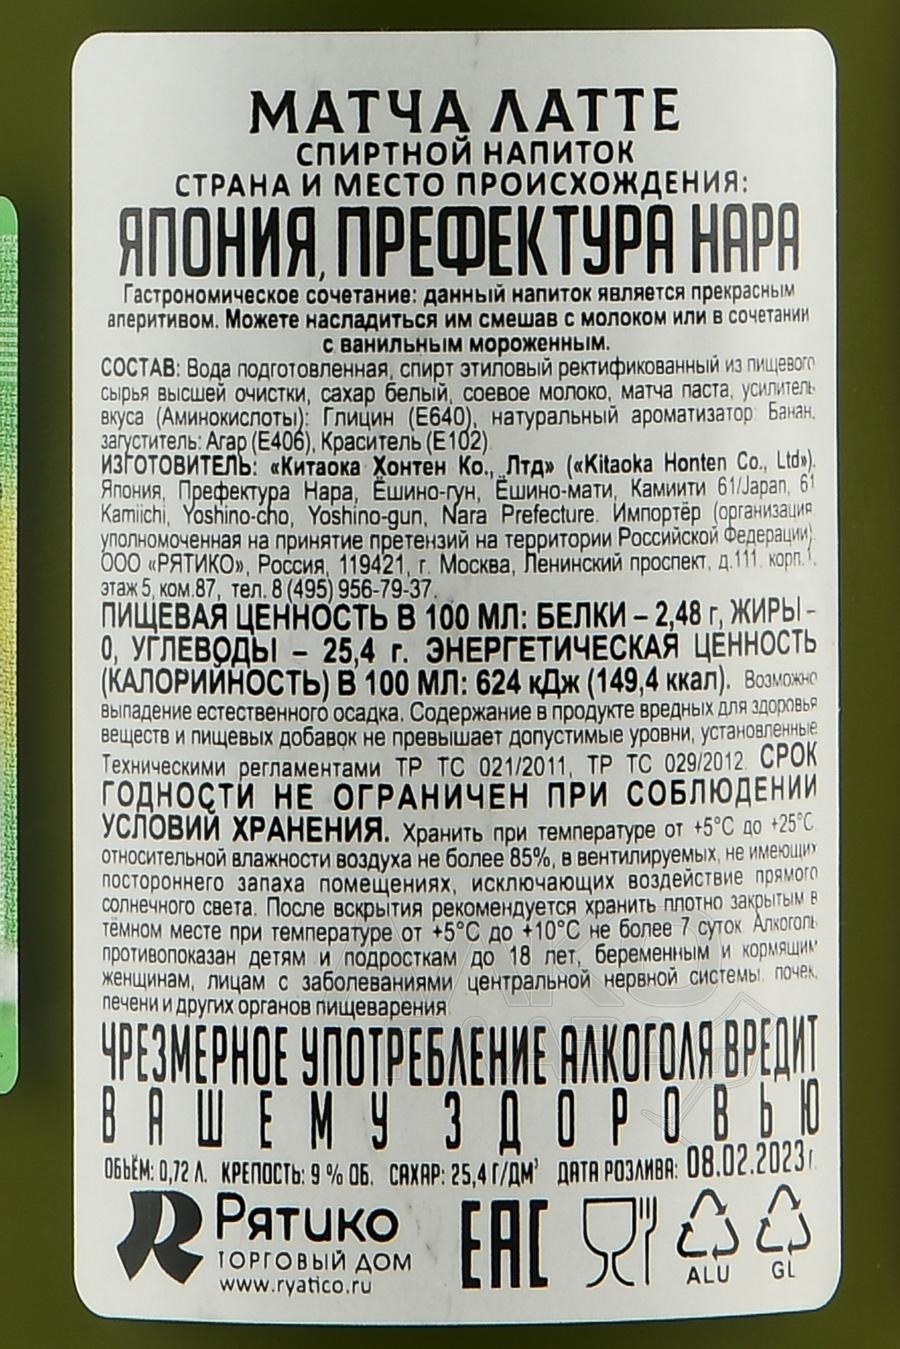 МАТЧА ЛАТТЕ
СПИРТНОЙ НАПИТОК
СТРАНА И МЕСТО ПРОИСХОЖДЕНИЯ:
ЯПОНИЯ, ПРЕФЕКТУРА НАРА
Гастрономическое сочетание: данный напиток является прекрасным
аперитивом. Можете насладиться им смешав с молоком или в сочетании
с ванильным мороженным.
СОСТАВ: Вода подготовленная, спирт этиловый ректификованный из пищевого
сырья высшей очистки, сахар белый, соевое молоко, матча паста, усилитель
вкуса (Аминокислоты): Глицин (Е640), натуральный ароматизатор Банан,
загуститель: Агар (Е406), Краситель (Е102)
ИЗГОТОВИТЕЛЬ: «Китаока Хонтен Ко., Лтд» («Kitaoka Honten Co., Ltd»),
Япония, Префектура Нара, Ёшино-гун, Ёшино-мати, Камиити 61/Japan, 61
Kamiichi, Yoshino-cho, Yoshino-gun, Nara Prefecture. Импортёр (организация
уполномоченная на принятие претензий на территории Российской Федерации)
ООО «РЯТИКО», Россия, 119421, г. Москва, Ленинский проспект, д.111 корп.1,
этаж 5, ком.87, тел. 8 (495) 956-79-37.
ПИЩЕВАЯ ЦЕННОСТЬ В 100 МЛ: БЕЛКИ – 2,48 г, ЖИРЫ -
0, УГЛЕВОДЫ – 25,4 г. ЭНЕРГЕТИЧЕСКАЯ ЦЕННОСТЬ
(КАЛОРИЙНОСТЬ) В 100 МЛ: 624 кДж (149,4 ккал). Возможно
выпадение естественного осадка. Содержание в продукте вредных для здоровья
веществ и пищевых добавок не превышает допустимые уровни, установленные
Техническими регламентами ТР ТС 021/2011, ТР ТС 029/2012. СРОК
ГОДНОСТИ НЕ ОГРАНИЧЕН ПРИ СОБЛЮДЕНИИ
УСЛОВИЙ ХРАНЕНИЯ. Хранить при температуре от +5°С до +25°С
относительной влажности воздуха не более 85%, в вентилируемых, не имеющих
постороннего запаха помещениях, исключающих воздействие прямого
солнечного света. После вскрытия рекомендуется хранить плотно закрытым в
тёмном месте при температуре от +5°С до +10°С не более 7 суток. Алкоголь
противопоказан детям и подросткам до 18 лет, беременным и кормящим
женщинам, лицам с заболеваниями центральной нервной системы, почек,
печени и других органов пищеварения
ЧРЕЗМЕРНОЕ УПОТРЕБЛЕНИЕ АЛКОГОЛЯ ВРЕДИТ
ВАШЕМУ ЗДОРОВЬЮ
ОБЪЁМ: 0,72 Л. КРЕПОСТЬ: 9 % ОБ. САХАР: 25,4 Г/ДМ³ ДАТА РОЗЛИВА: 08.02.2023г.
РЯТИКО
ТОРГОВЫЙ ДОМ
www.ryatico.ru
EAC
ALU
GL